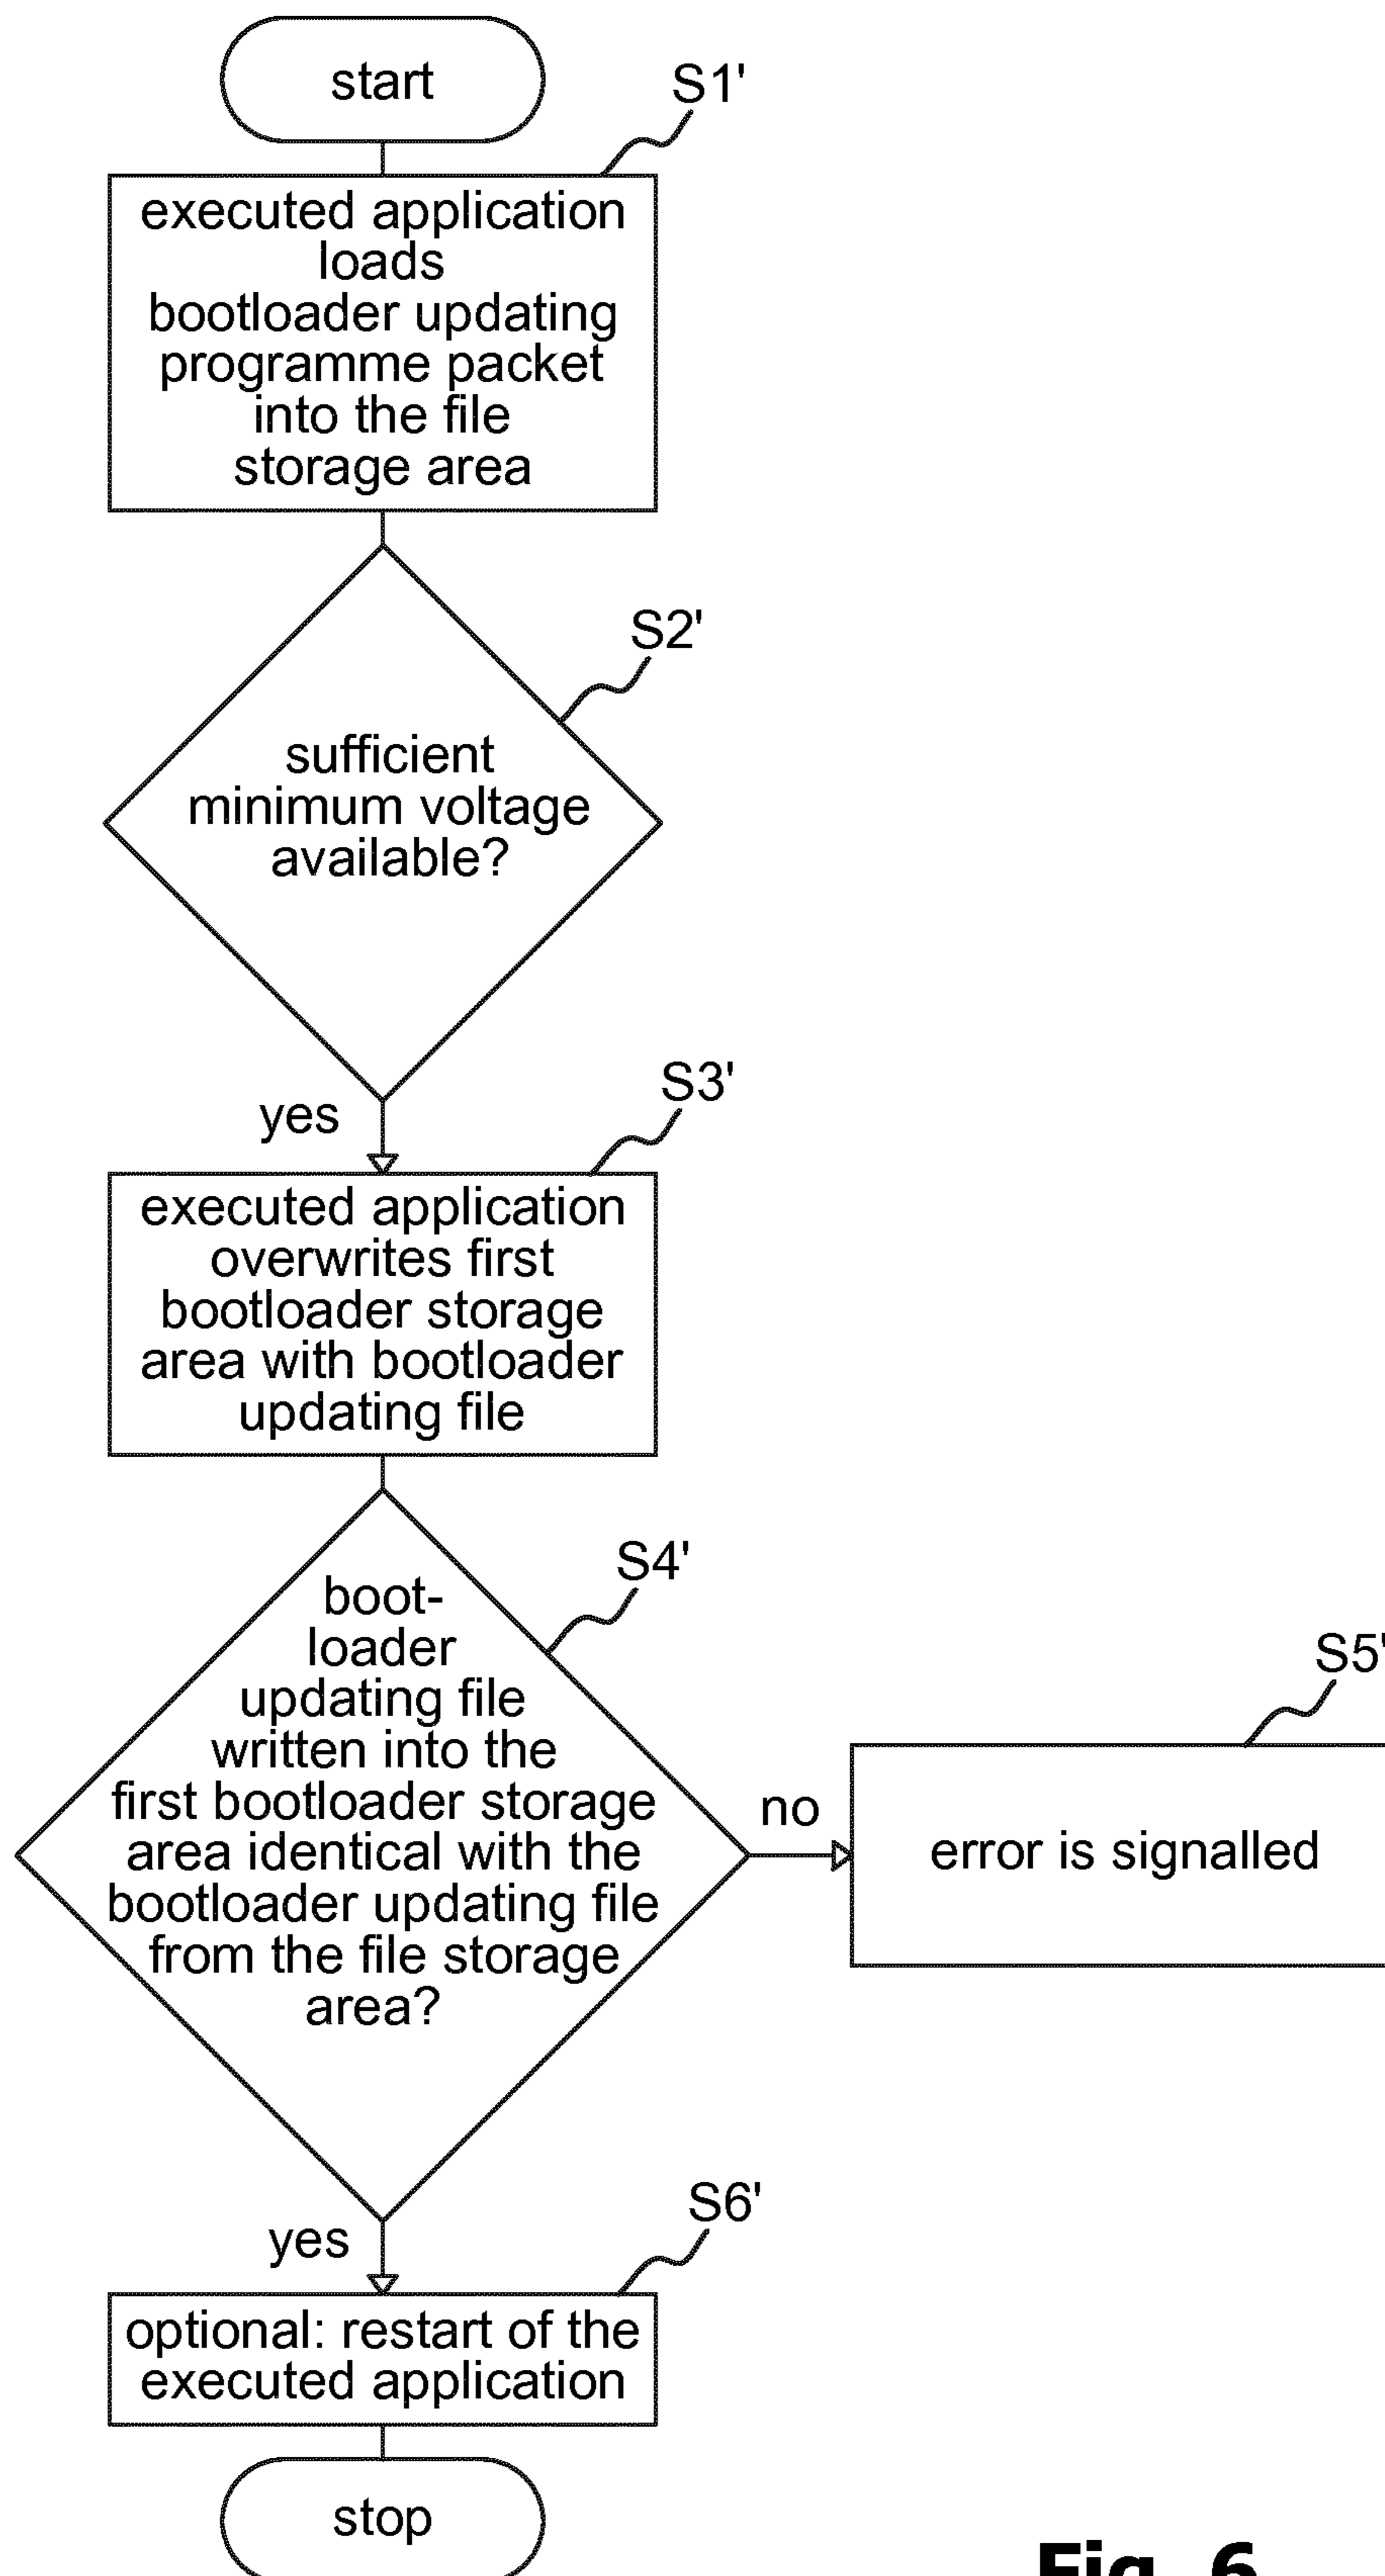 start
S1'
executed application
loads
bootloader updating
programme packet
into the file
storage area
S2'
sufficient
minimum voltage
available?
yes
S3'
executed application
overwrites first
bootloader storage
area with bootloader
updating file
S4'
boot-
loader
updating file
written into the
first bootloader storage
area identical with the
bootloader updating file
from the file storage
area?
no
S5'
error is signalled
yes
S6'
optional: restart of the
executed application
stop
Fig. 6